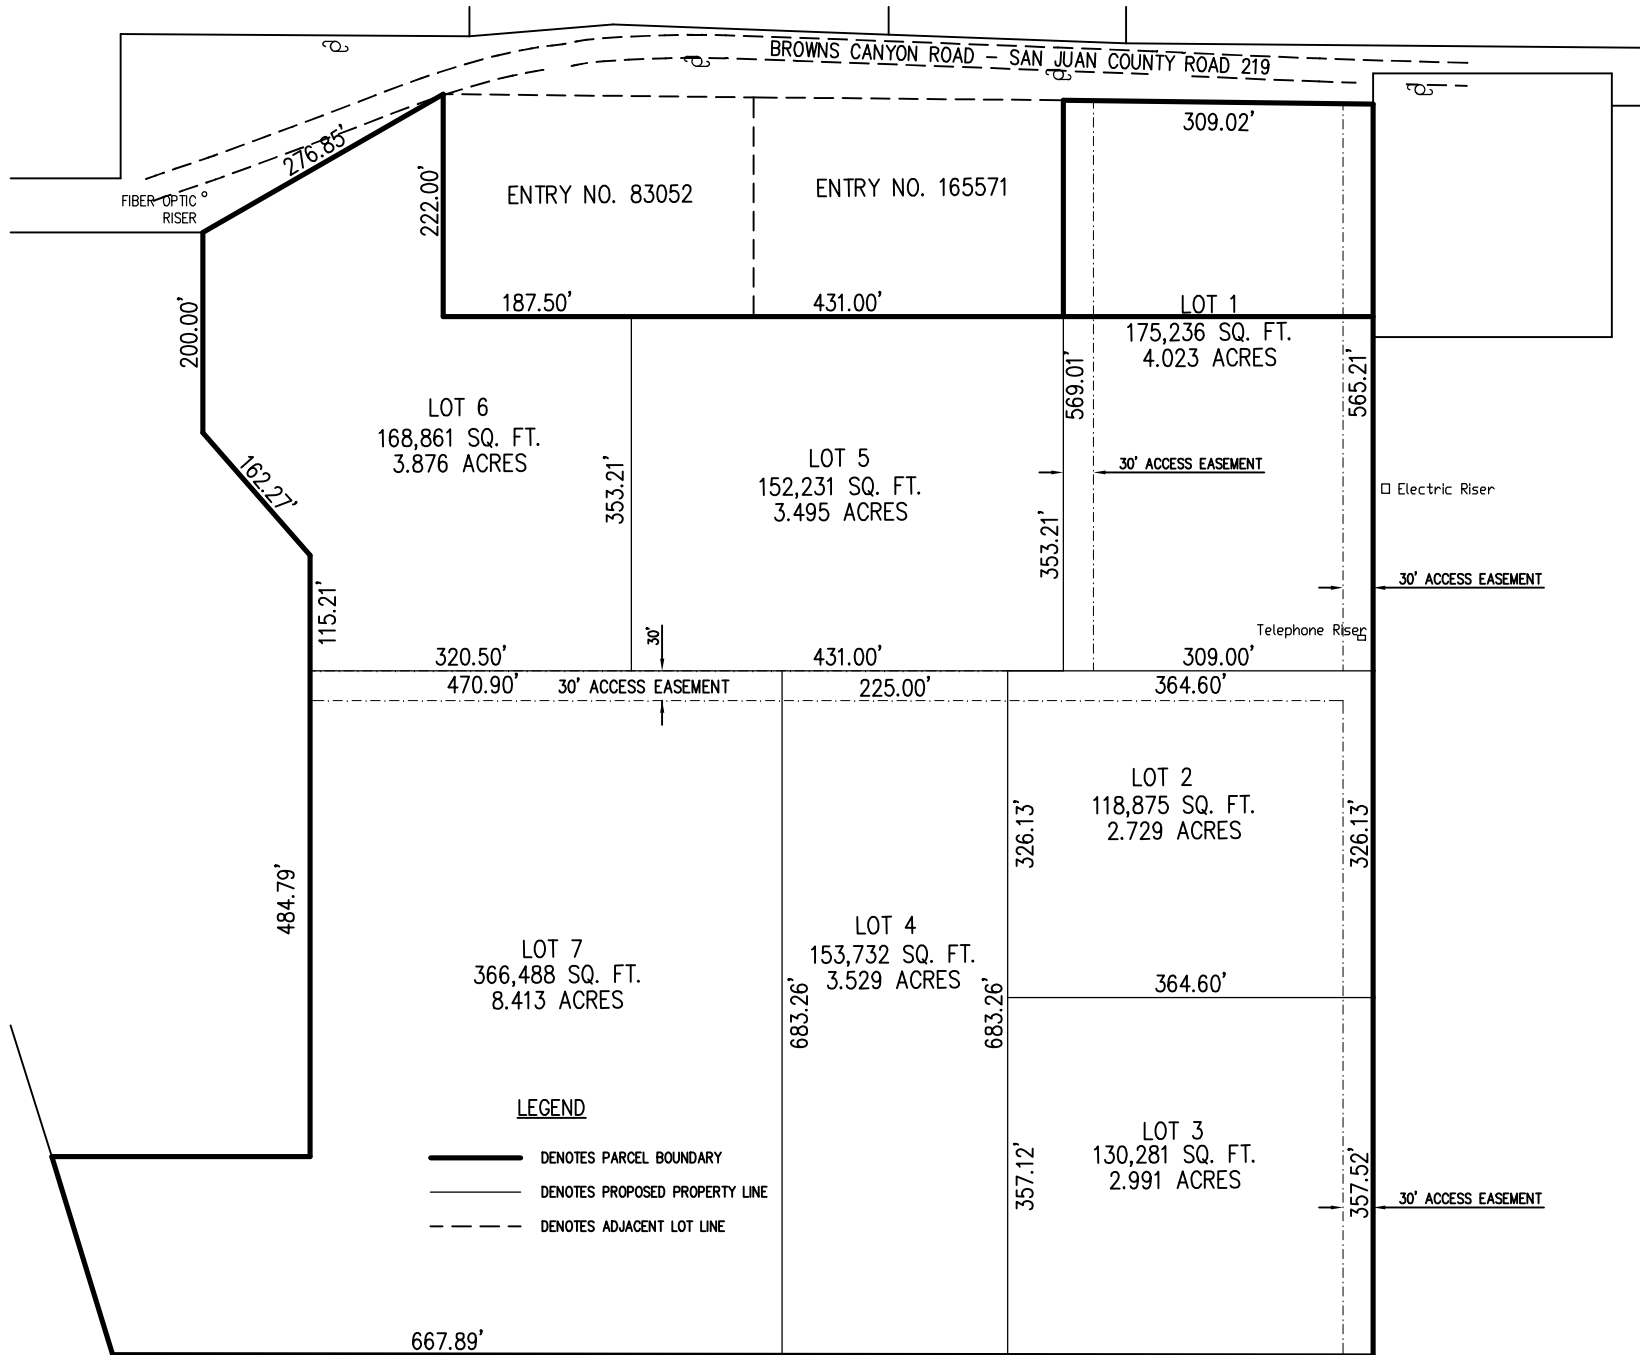 BROWNS CANYON ROAD - SAN JUAN COUNTY ROAD 219
276.85'
309.02'
FIBER OPTIC
RISER
222.00'
ENTRY NO. 83052
ENTRY NO. 165571
187.50'
431.00'
200.00'
LOT 1
175,236 SQ. FT.
4.023 ACRES
569.01'
565.21'
LOT 6
168,861 SQ. FT.
3.876 ACRES
LOT 5
152,231 SQ. FT.
3.495 ACRES
162.27'
353.21'
353.21'
30' ACCESS EASEMENT
Electric Riser
30' ACCESS EASEMENT
115.21'
Telephone Riser
30'
320.50'
431.00'
309.00'
470.90'
30' ACCESS EASEMENT
225.00'
364.60'
LOT 2
118,875 SQ. FT.
2.729 ACRES
326.13'
326.13'
484.79'
LOT 7
366,488 SQ. FT.
8.413 ACRES
LOT 4
153,732 SQ. FT.
3.529 ACRES
683.26'
683.26'
364.60'
LEGEND
DENOTES PARCEL BOUNDARY
DENOTES PROPOSED PROPERTY LINE
DENOTES ADJACENT LOT LINE
LOT 3
130,281 SQ. FT.
2.991 ACRES
357.12'
357.52'
30' ACCESS EASEMENT
667.89'